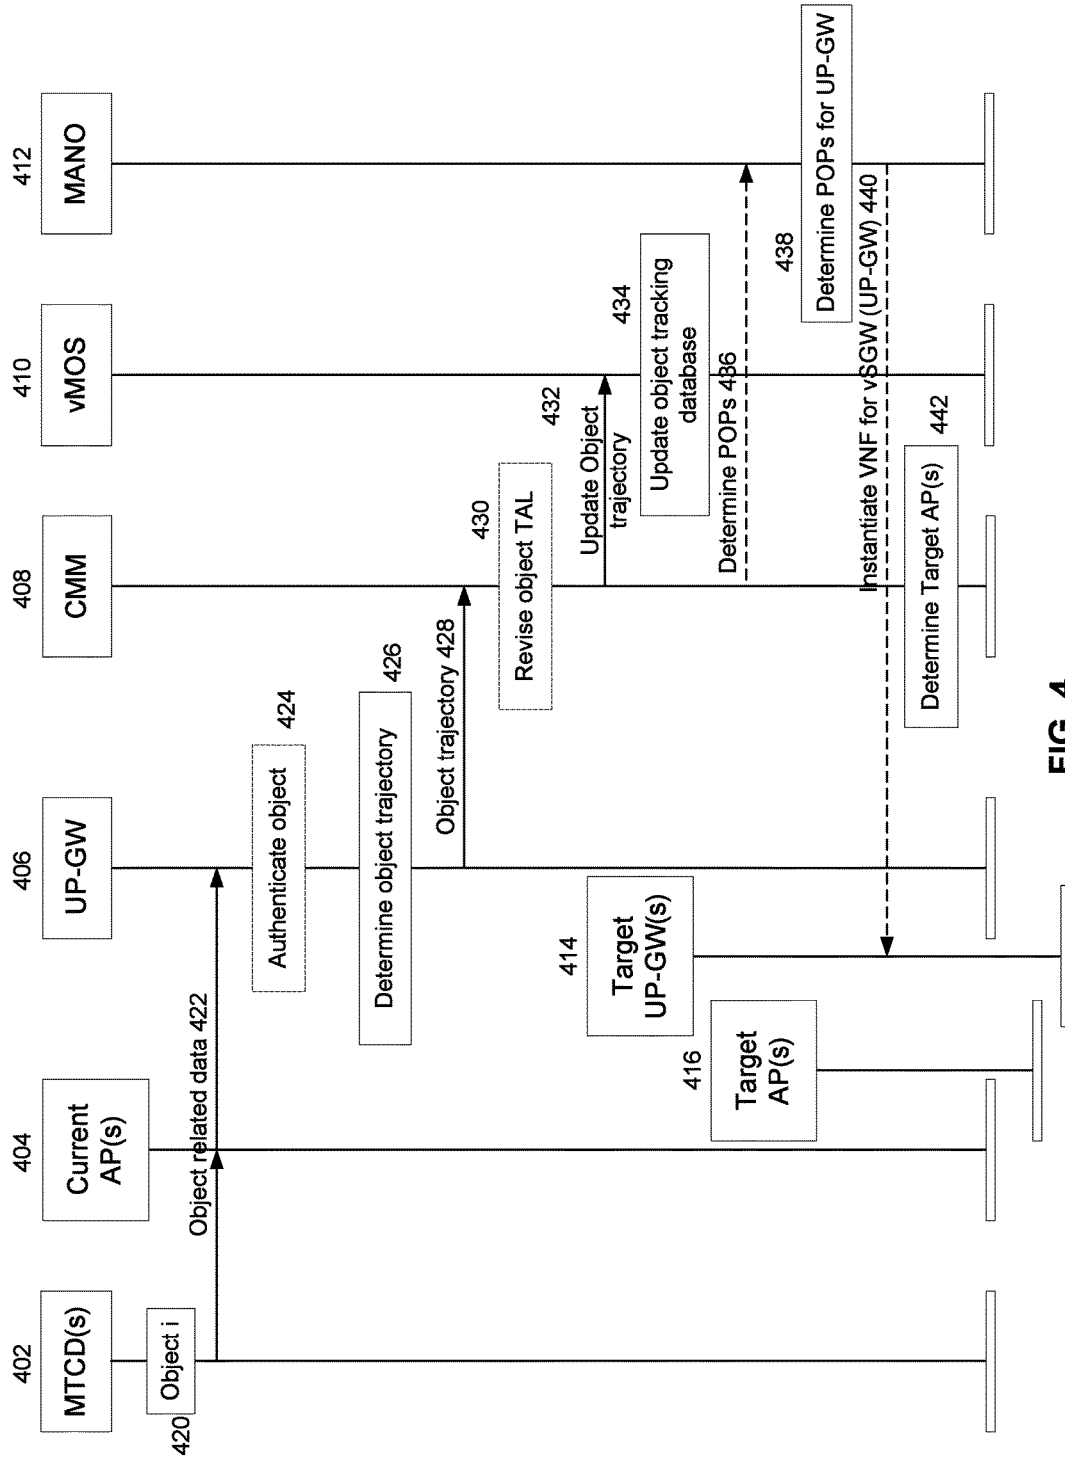 402
MTCD(s)
404
Current
AP(s)
406
UP-GW
408
CMM
410
vMOS
412
MANO
420
Object i
Object related data 422
Authenticate object
424
Determine object trajectory
426
Object trajectory 428
Revise object TAL
430
432
Update Object
trajectory
434
Update object tracking
database
414
Target
UP-GW(s)
416
Target
AP(s)
Determine POPs 436
438
Determine POPs for UP-GW
Instantiate VNF for vSGW (UP-GW) 440
Determine Target AP(s)
442
FIG. 4